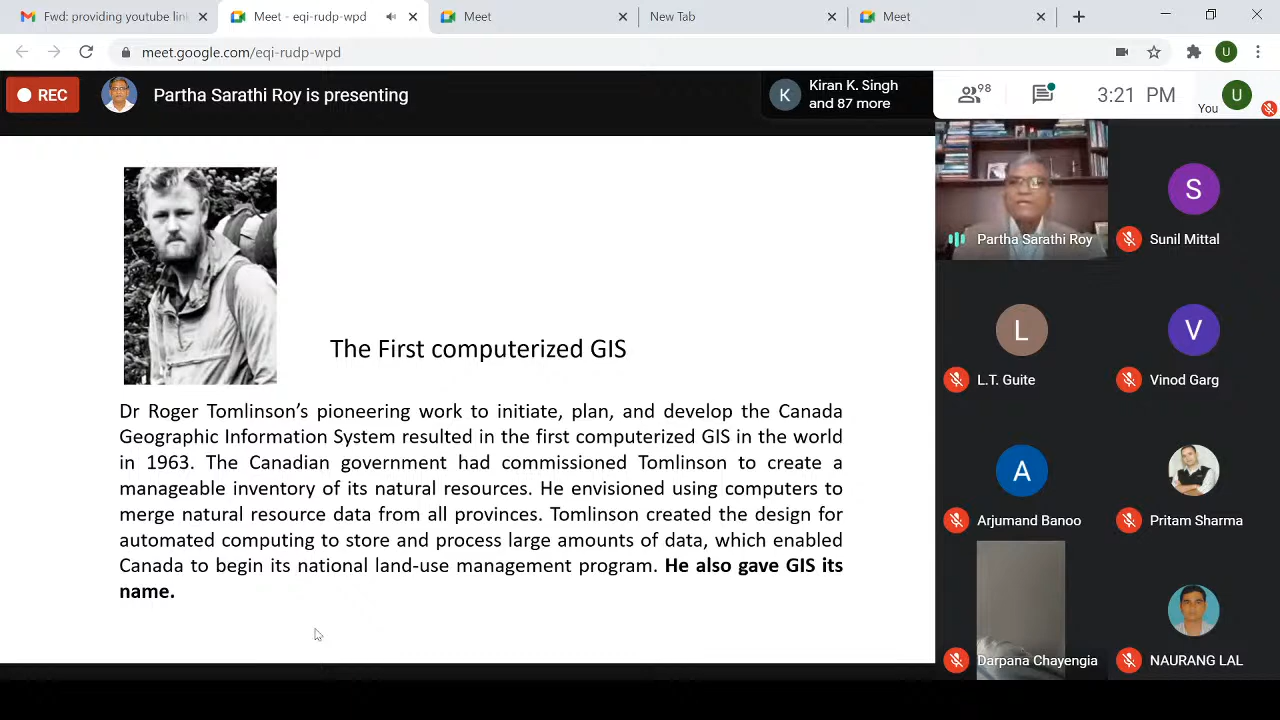 Fwd: providing youtube lin
Meet - eqi-rudp-wpd
Meet
New Tab
Meet
meet.google.com/eqi-rudp-wpd
U
REC
Partha Sarathi Roy is presenting
K
Kiran K. Singh
and 87 more
98
3:21 PM
You
U
Partha Sarathi Roy
S
Sunil Mittal
The First computerized GIS
L
L.T. Guite
V
Vinod Garg
Dr Roger Tomlinson's pioneering work to initiate, plan, and develop the Canada
Geographic Information System resulted in the first computerized GIS in the world
in 1963. The Canadian government had commissioned Tomlinson to create a
manageable inventory of its natural resources. He envisioned using computers to
merge natural resource data from all provinces. Tomlinson created the design for
automated computing to store and process large amounts of data, which enabled
Canada to begin its national land-use management program. He also gave GIS its
name.
A
Arjumand Banoo
Pritam Sharma
Darpana Chayengia
NAURANG LAL